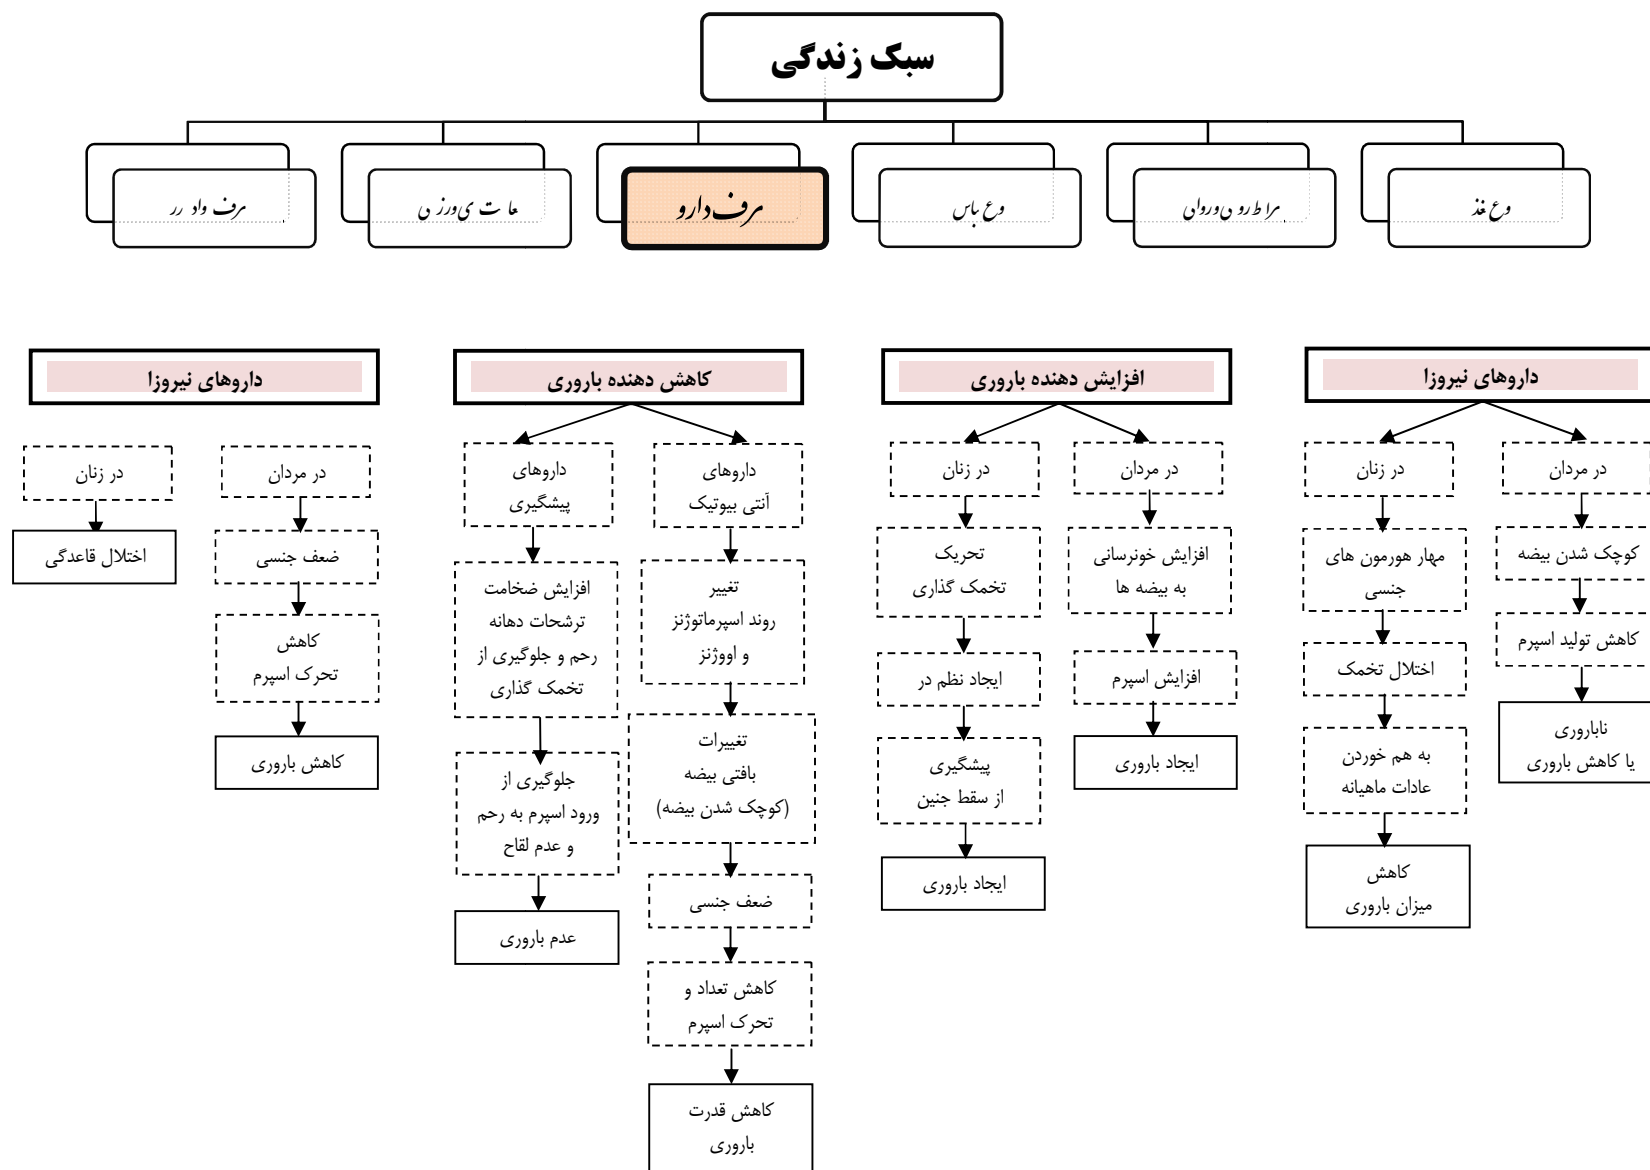 سبک زندگی
وع غذ
وع باس
دارو
داروهای نیروزا
در مردان
کوچک شدن بیضه
کاهش تولید اسپرم
ناباروری
یا کاهش باروری
در زنان
مهار هورمون های
جنسی
اختلال تخمک
به هم خوردن
عادات ماهیانه
کاهش
میزان باروری
افزایش دهنده باروری
در مردان
افزایش خونرسانی
به بیضه ها
افزایش اسپرم
ایجاد باروری
در زنان
تحریک
تخمک گذاری
ایجاد نظم در
پیشگیری
از سقط جنین
ایجاد باروری
کاهش دهنده باروری
داروهای
آنتی بیوتیک
تغییر
روند اسپرماتوژنز
و اووژنز
تغییرات
بافتی بیضه
(کوچک شدن بیضه)
ضعف جنسی
کاهش تعداد و
تحرک اسپرم
کاهش قدرت
باروری
داروهای
پیشگیری
افزایش ضخامت
ترشحات دهانه
رحم و جلوگیری از
تخمک گذاری
جلوگیری از
ورود اسپرم به رحم
و عدم لقاح
عدم باروری
داروهای نیروزا
در مردان
ضعف جنسی
کاهش
تحرک اسپرم
کاهش باروری
در زنان
اختلال قاعدگی